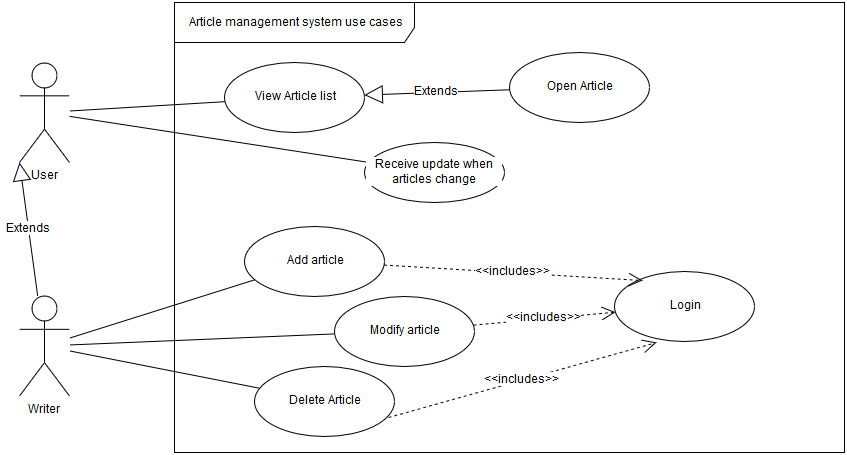 Article management system use cases
View Article list
Extends
Open Article
Receive update when
articles change
User
Extends
Add article
<<includes>>
Login
Modify article
<<includes>>
Delete Article
<<includes>>
Writer